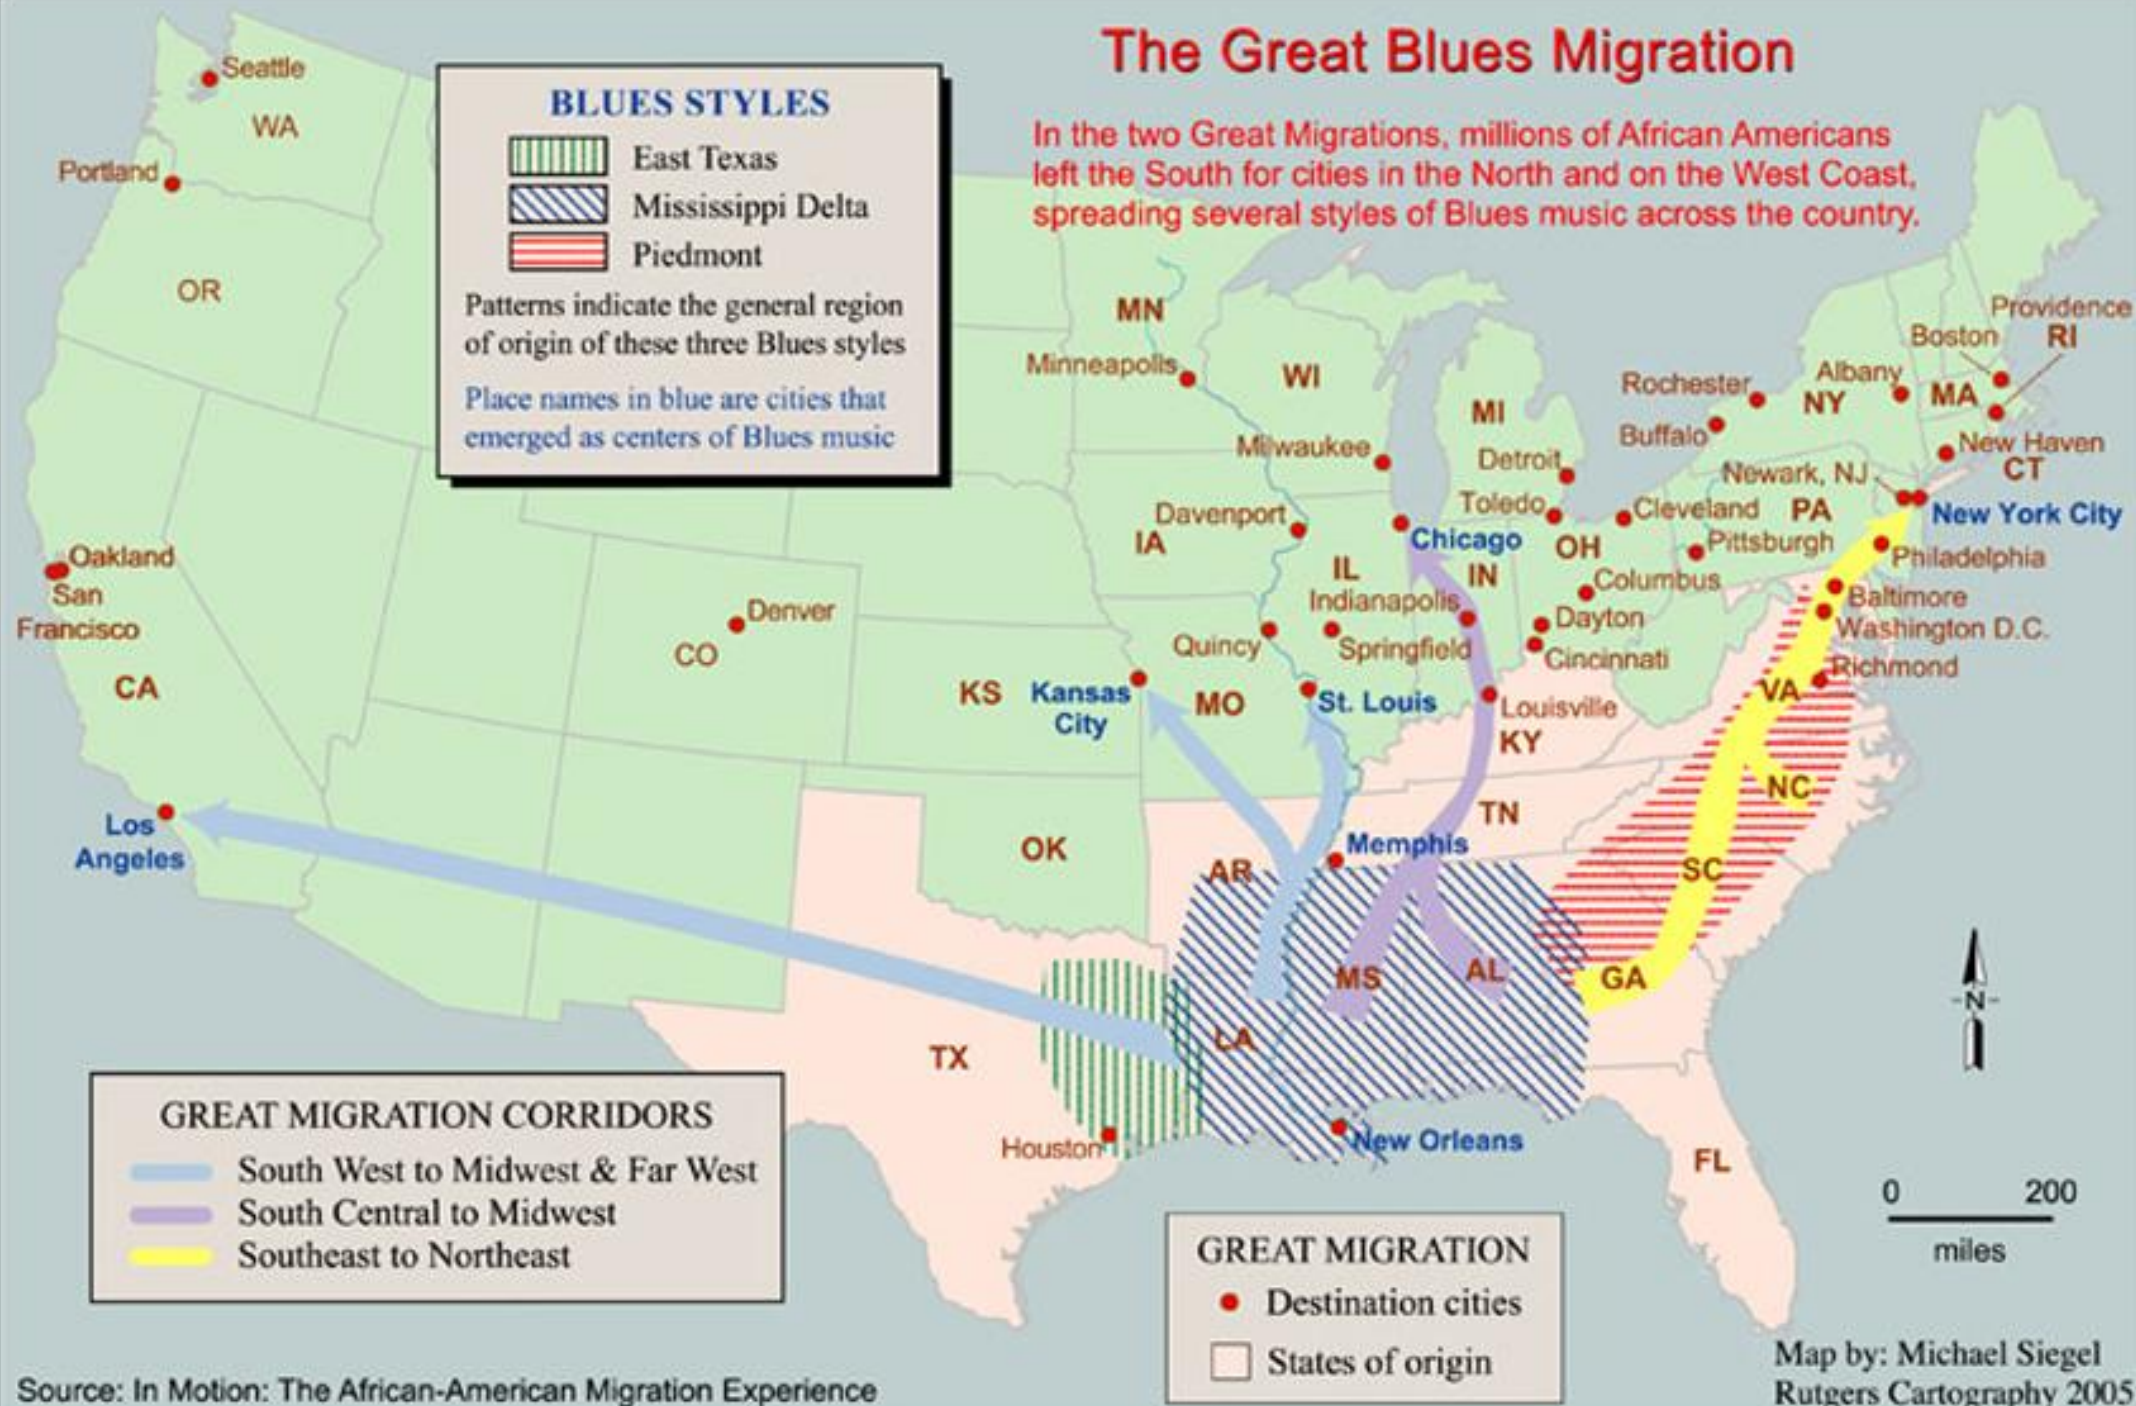 The Great Blues Migration
In the two Great Migrations, millions of African Americans
left the South for cities in the North and on the West Coast,
spreading several styles of Blues music across the country.
BLUES STYLES
East Texas
Mississippi Delta
Piedmont
Patterns indicate the general region
of origin of these three Blues styles
Place names in blue are cities that
emerged as centers of Blues music
Seattle
WA
Portland
OR
Oakland
San
Francisco
CA
Los
Angeles
Denver
CO
KS
Kansas
City
OK
TX
Houston
MN
Minneapolis
WI
Milwaukee
MI
Detroit
Toledo
Davenport
IA
Chicago
IL
IN
Indianapolis
Quincy
Springfield
MO
St. Louis
OH
Cleveland
Columbus
Dayton
Cincinnati
Louisville
KY
TN
Memphis
AR
MS
AL
LA
New Orleans
GA
FL
SC
NC
VA
Richmond
Washington D.C.
Baltimore
Philadelphia
Pittsburgh
PA
New York City
Newark, NJ
Rochester
Buffalo
Albany
NY
MA
Boston
Providence
RI
New Haven
CT
-N-
0 200
miles
GREAT MIGRATION CORRIDORS
South West to Midwest & Far West
South Central to Midwest
Southeast to Northeast
GREAT MIGRATION
Destination cities
States of origin
Source: In Motion: The African-American Migration Experience
Map by: Michael Siegel
Rutgers Cartography 2005